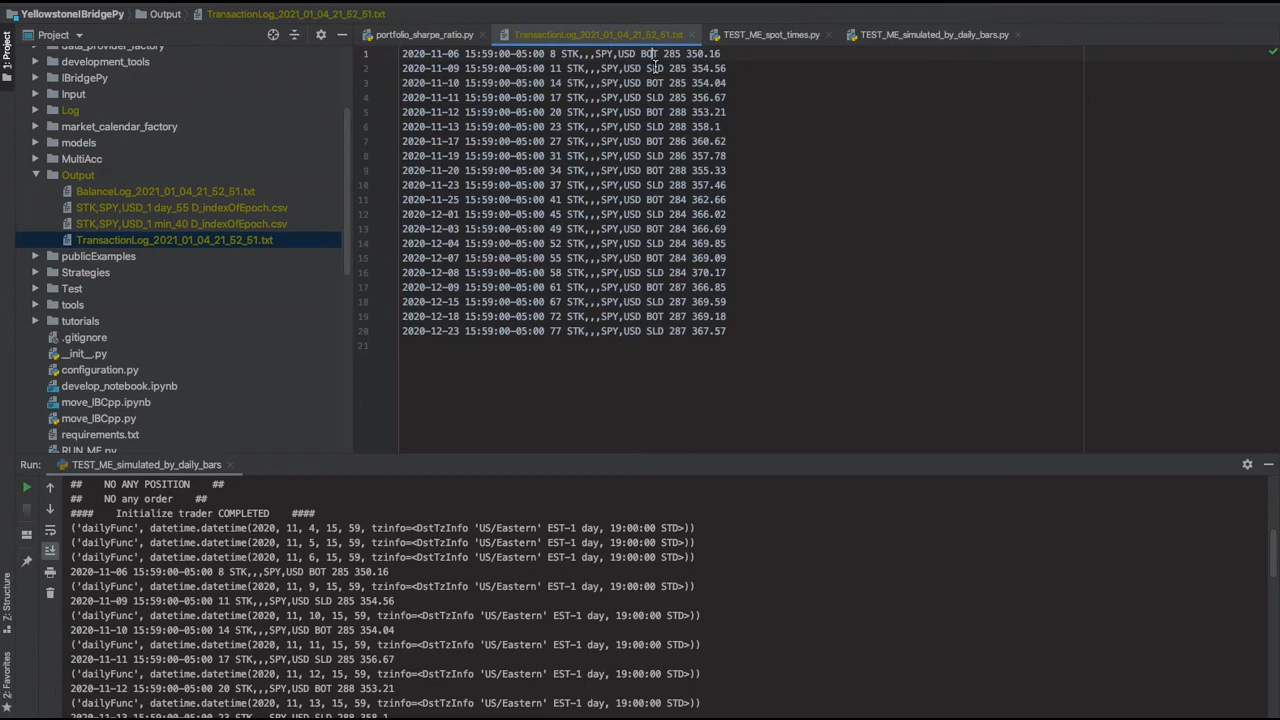 YellowstoneIBridgePy
Output
TransactionLog_2021_01_04_21_52_51.txt
1: Project
Project
portfolio_sharpe_ratio.py
TransactionLog_2021_01_04_21_52_51.txt
TEST_ME_spot_times.py
TEST_ME_simulated_by_daily_bars.py
data_provider_factory
development_tools
IBridgePy
Input
Log
market_calendar_factory
models
MultiAcc
Output
BalanceLog_2021_01_04_21_52_51.txt
STK,SPY,USD_1 day_55 D_indexOfEpoch.csv
STK,SPY,USD_1 min_40 D_indexOfEpoch.csv
TransactionLog_2021_01_04_21_52_51.txt
publicExamples
Strategies
Test
tools
tutorials
.gitignore
__init__.py
configuration.py
develop_notebook.ipynb
move_IBCpp.ipynb
move_IBCpp.py
requirements.txt
RUN_ME.py
1 2020-11-06 15:59:00-05:00 8 STK,,,SPY,USD BOT 285 350.16
2 2020-11-09 15:59:00-05:00 11 STK,,,SPY,USD SLD 285 354.56
3 2020-11-10 15:59:00-05:00 14 STK,,,SPY,USD BOT 285 354.04
4 2020-11-11 15:59:00-05:00 17 STK,,,SPY,USD SLD 285 356.67
5 2020-11-12 15:59:00-05:00 20 STK,,,SPY,USD BOT 288 353.21
6 2020-11-13 15:59:00-05:00 23 STK,,,SPY,USD SLD 288 358.1
7 2020-11-17 15:59:00-05:00 27 STK,,,SPY,USD BOT 286 360.62
8 2020-11-19 15:59:00-05:00 31 STK,,,SPY,USD SLD 286 357.78
9 2020-11-20 15:59:00-05:00 34 STK,,,SPY,USD BOT 288 355.33
10 2020-11-23 15:59:00-05:00 37 STK,,,SPY,USD SLD 288 357.46
11 2020-11-25 15:59:00-05:00 41 STK,,,SPY,USD BOT 284 362.66
12 2020-12-01 15:59:00-05:00 45 STK,,,SPY,USD SLD 284 366.02
13 2020-12-03 15:59:00-05:00 49 STK,,,SPY,USD BOT 284 366.69
14 2020-12-04 15:59:00-05:00 52 STK,,,SPY,USD SLD 284 369.85
15 2020-12-07 15:59:00-05:00 55 STK,,,SPY,USD BOT 284 369.09
16 2020-12-08 15:59:00-05:00 58 STK,,,SPY,USD SLD 284 370.17
17 2020-12-09 15:59:00-05:00 61 STK,,,SPY,USD BOT 287 366.85
18 2020-12-15 15:59:00-05:00 67 STK,,,SPY,USD SLD 287 369.59
19 2020-12-18 15:59:00-05:00 72 STK,,,SPY,USD BOT 287 369.18
20 2020-12-23 15:59:00-05:00 77 STK,,,SPY,USD SLD 287 367.57
21
Run: TEST_ME_simulated_by_daily_bars
## NO ANY POSITION ##
## NO any order ##
#### Initialize trader COMPLETED ####
('dailyFunc', datetime.datetime(2020, 11, 4, 15, 59, tzinfo=<DstTzInfo 'US/Eastern' EST-1 day, 19:00:00 STD>))
('dailyFunc', datetime.datetime(2020, 11, 5, 15, 59, tzinfo=<DstTzInfo 'US/Eastern' EST-1 day, 19:00:00 STD>))
('dailyFunc', datetime.datetime(2020, 11, 6, 15, 59, tzinfo=<DstTzInfo 'US/Eastern' EST-1 day, 19:00:00 STD>))
2020-11-06 15:59:00-05:00 8 STK,,,SPY,USD BOT 285 350.16
('dailyFunc', datetime.datetime(2020, 11, 9, 15, 59, tzinfo=<DstTzInfo 'US/Eastern' EST-1 day, 19:00:00 STD>))
2020-11-09 15:59:00-05:00 11 STK,,,SPY,USD SLD 285 354.56
('dailyFunc', datetime.datetime(2020, 11, 10, 15, 59, tzinfo=<DstTzInfo 'US/Eastern' EST-1 day, 19:00:00 STD>))
2020-11-10 15:59:00-05:00 14 STK,,,SPY,USD BOT 285 354.04
('dailyFunc', datetime.datetime(2020, 11, 11, 15, 59, tzinfo=<DstTzInfo 'US/Eastern' EST-1 day, 19:00:00 STD>))
2020-11-11 15:59:00-05:00 17 STK,,,SPY,USD SLD 285 356.67
('dailyFunc', datetime.datetime(2020, 11, 12, 15, 59, tzinfo=<DstTzInfo 'US/Eastern' EST-1 day, 19:00:00 STD>))
2020-11-12 15:59:00-05:00 20 STK,,,SPY,USD BOT 288 353.21
('dailyFunc', datetime.datetime(2020, 11, 13, 15, 59, tzinfo=<DstTzInfo 'US/Eastern' EST-1 day, 19:00:00 STD>))
2020-11-13 15:59:00-05:00 23 STK,,,SPY,USD SLD 288 358.1
7: Structure
2: Favorites